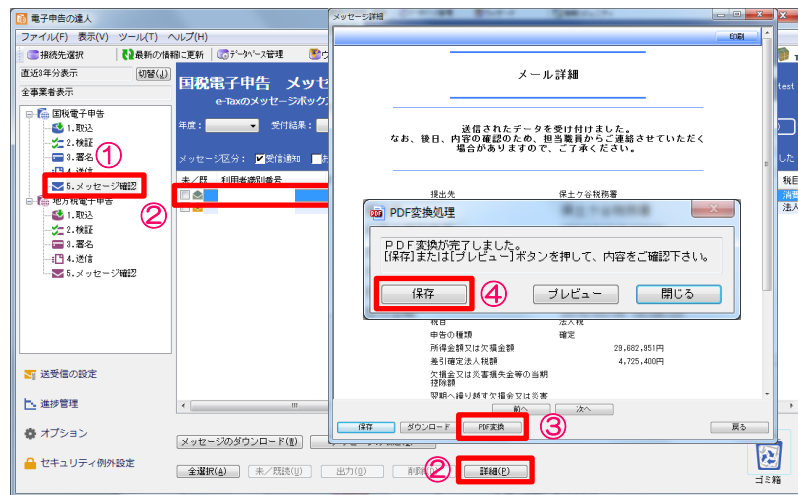 電子申告の達人
ファイル(F) 表示(V) ツール(T) ヘルプ(H)
接続先選択 最新の情報に更新 データベース管理
直近3年分表示 切替(J)
全事業者表示
国税電子申告
1.取込
2.検証
3.署名
①
4.送信
5.メッセージ確認
②
地方税電子申告
1.取込
2.検証
3.署名
4.送信
5.メッセージ確認
送受信の設定
進捗管理
オプション
セキュリティ例外設定
国税電子申告 メッセ
e-Taxのメッセージボック
年度: 受付結果:
メッセージ区分: 受信通知
未/既 利用者識別番号
メッセージのダウンロード(M)
全選択(A) 未/既読(U) 出力(O) 削除
② 詳細(P)
メッセージ詳細
印刷
メール詳細
送信されたデータを受け付けました。
なお、後日、内容の確認のため、担当職員からご連絡させていただく
場合がありますので、ご了承ください。
提出先 保土ケ谷税務署
PDF変換処理
PDF変換が完了しました。
[保存]または[プレビュー]ボタンを押して、内容をご確認下さい。
保存 ④ プレビュー 閉じる
税目 法人税
申告の種類 確定
所得金額又は欠損金額 29,682,951円
差引確定法人税額 4,725,400円
欠損金又は災害損失金等の当期
控除額
翌期へ繰り越す欠損金又は災害
前へ 次へ
保存 ダウンロード PDF変換 ③ 戻る
test
した
税目
消費
法人
ゴミ箱